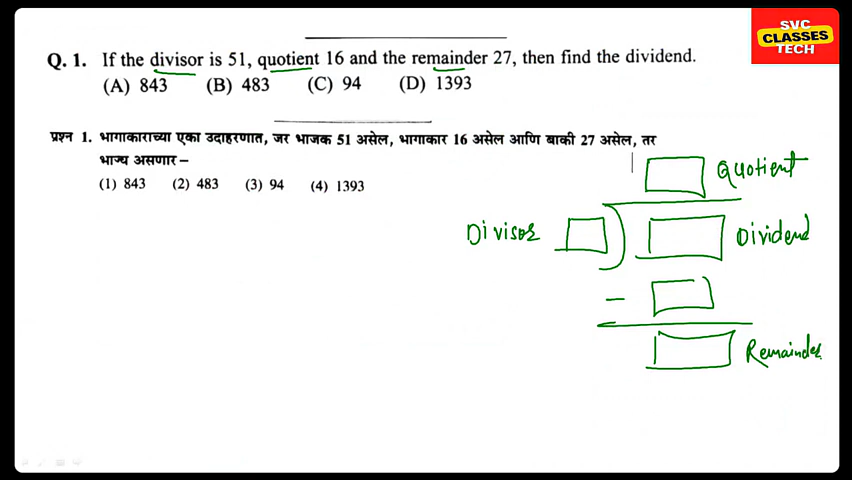 SVC
CLASSES
TECH
Q. 1. If the divisor is 51, quotient 16 and the remainder 27, then find the dividend.
(A) 843 (B) 483 (C) 94 (D) 1393
प्रश्न 1. भागाकाराच्या एका उदाहरणात, जर भाजक 51 असेल, भागाकार 16 असेल आणि बाकी 27 असेल, तर
भाज्य असणार–
(1) 843 (2) 483 (3) 94 (4) 1393
Quotient
Divisor Dividend
Remainder